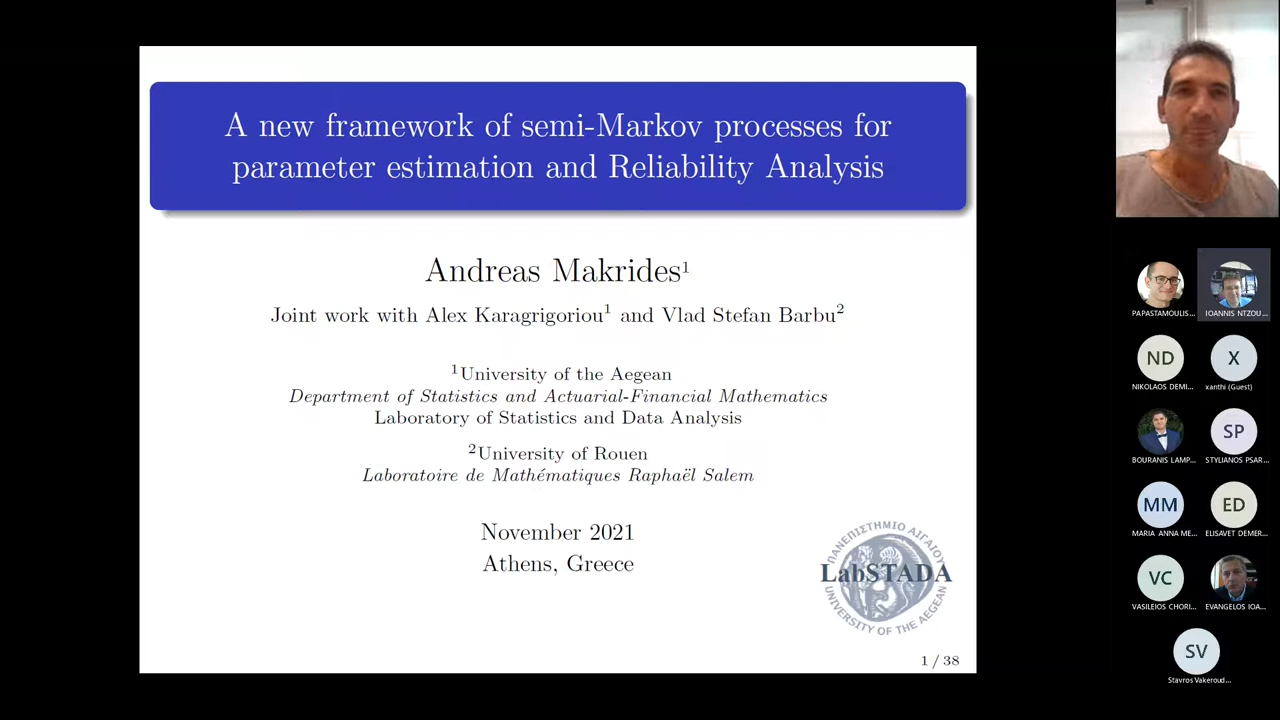 A new framework of semi-Markov processes for
parameter estimation and Reliability Analysis
Andreas Makrides¹
Joint work with Alex Karagrigoriou¹ and Vlad Stefan Barbu²
¹University of the Aegean
Department of Statistics and Actuarial-Financial Mathematics
Laboratory of Statistics and Data Analysis
²University of Rouen
Laboratoire de Mathématiques Raphaël Salem
November 2021
Athens, Greece
ΠΑΝΕΠΙΣΤΗΜΙΟ ΑΙΓΑΙΟΥ
LabSTADA
UNIVERSITY OF THE AEGEAN
1 / 38
PAPASTAMOULIS...
IOANNIS NTZOU...
ND
NIKOLAOS DEMI...
X
xanthi (Guest)
BOURANIS LAMP...
SP
STYLIANOS PSAR...
MM
MARIA ANNA ME...
ED
ELISAVET DEMER...
VC
VASILEIOS CHORI...
EVANGELOS IOA...
SV
Stavros Vakeroud...